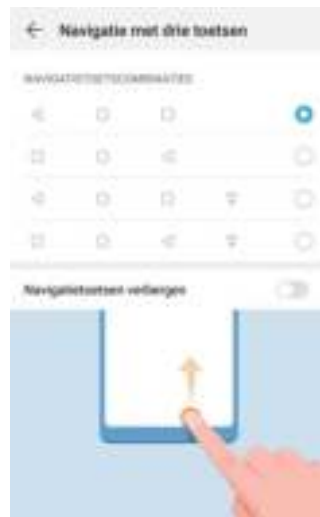 Navigatie met drie toetsen
NAVIGATIETOETSCOMBINATIES
Navigatietoetsen verbergen